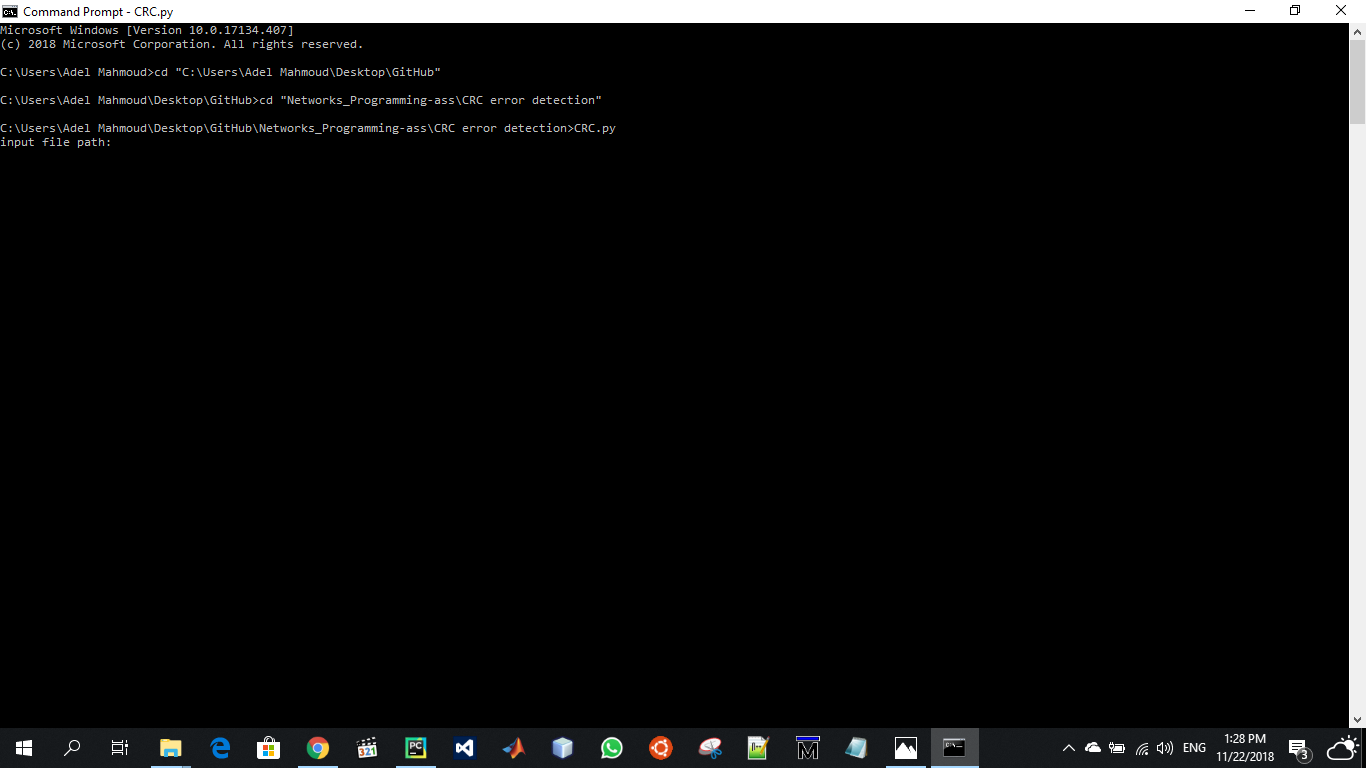 Command Prompt - CRC.py
Microsoft Windows [Version 10.0.17134.407]
(c) 2018 Microsoft Corporation. All rights reserved.
C:\Users\Adel Mahmoud>cd "C:\Users\Adel Mahmoud\Desktop\GitHub"
C:\Users\Adel Mahmoud\Desktop\GitHub>cd "Networks_Programming-ass\CRC error detection"
C:\Users\Adel Mahmoud\Desktop\GitHub\Networks_Programming-ass\CRC error detection>CRC.py
input file path:
321
PC
M
ENG
1:28 PM
11/22/2018
3